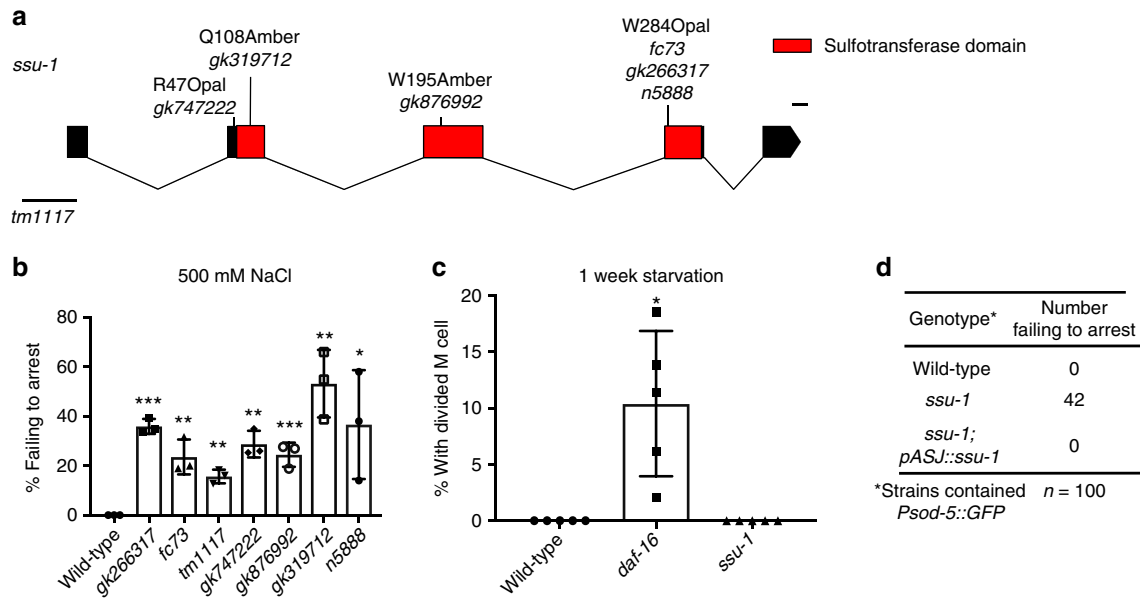 a
ssu-1
R47Opal
gk747222
Q108Amber
gk319712
W195Amber
gk876992
W284Opal
fc73
gk266317
n5888
Sulfotransferase domain
tm1117
b
500 mM NaCl
% Failing to arrest
80
60
40
20
0
***
**
**
**
***
**
*
Wild-type
gk266317
fc73
tm1117
gk747222
gk876992
gk319712
n5888
c
1 week starvation
% With divided M cell
20
15
10
5
0
*
Wild-type
daf-16
ssu-1
d
Genotype* Number
failing to arrest
Wild-type 0
ssu-1 42
ssu-1;
pASJ::ssu-1 0
*Strains contained n = 100
Psod-5::GFP